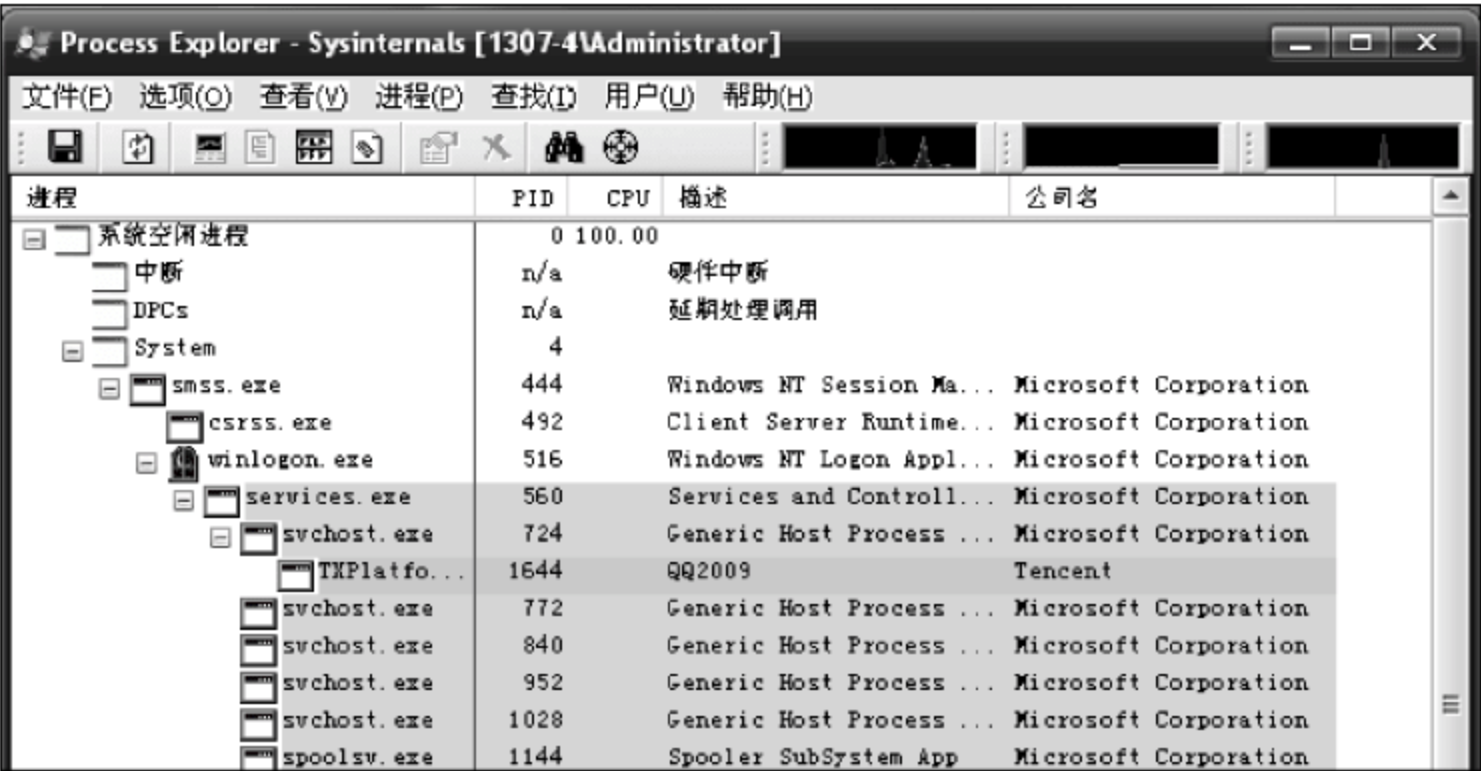 Process Explorer - Sysinternals [1307-4\Administrator]
文件(F) 选项(O) 查看(V) 进程(P) 查找(I) 用户(U) 帮助(H)
进程 PID CPU 描述 公司名
系统空闲进程 0 100.00
中断 n/a 硬件中断
DPCs n/a 延期处理调用
System 4
smss.exe 444 Windows NT Session Ma... Microsoft Corporation
csrss.exe 492 Client Server Runtime... Microsoft Corporation
winlogon.exe 516 Windows NT Logon Appl... Microsoft Corporation
services.exe 560 Services and Controll... Microsoft Corporation
svchost.exe 724 Generic Host Process ... Microsoft Corporation
TXPlatfo... 1644 QQ2009 Tencent
svchost.exe 772 Generic Host Process ... Microsoft Corporation
svchost.exe 840 Generic Host Process ... Microsoft Corporation
svchost.exe 952 Generic Host Process ... Microsoft Corporation
svchost.exe 1028 Generic Host Process ... Microsoft Corporation
spoolsv.exe 1144 Spooler SubSystem App Microsoft Corporation